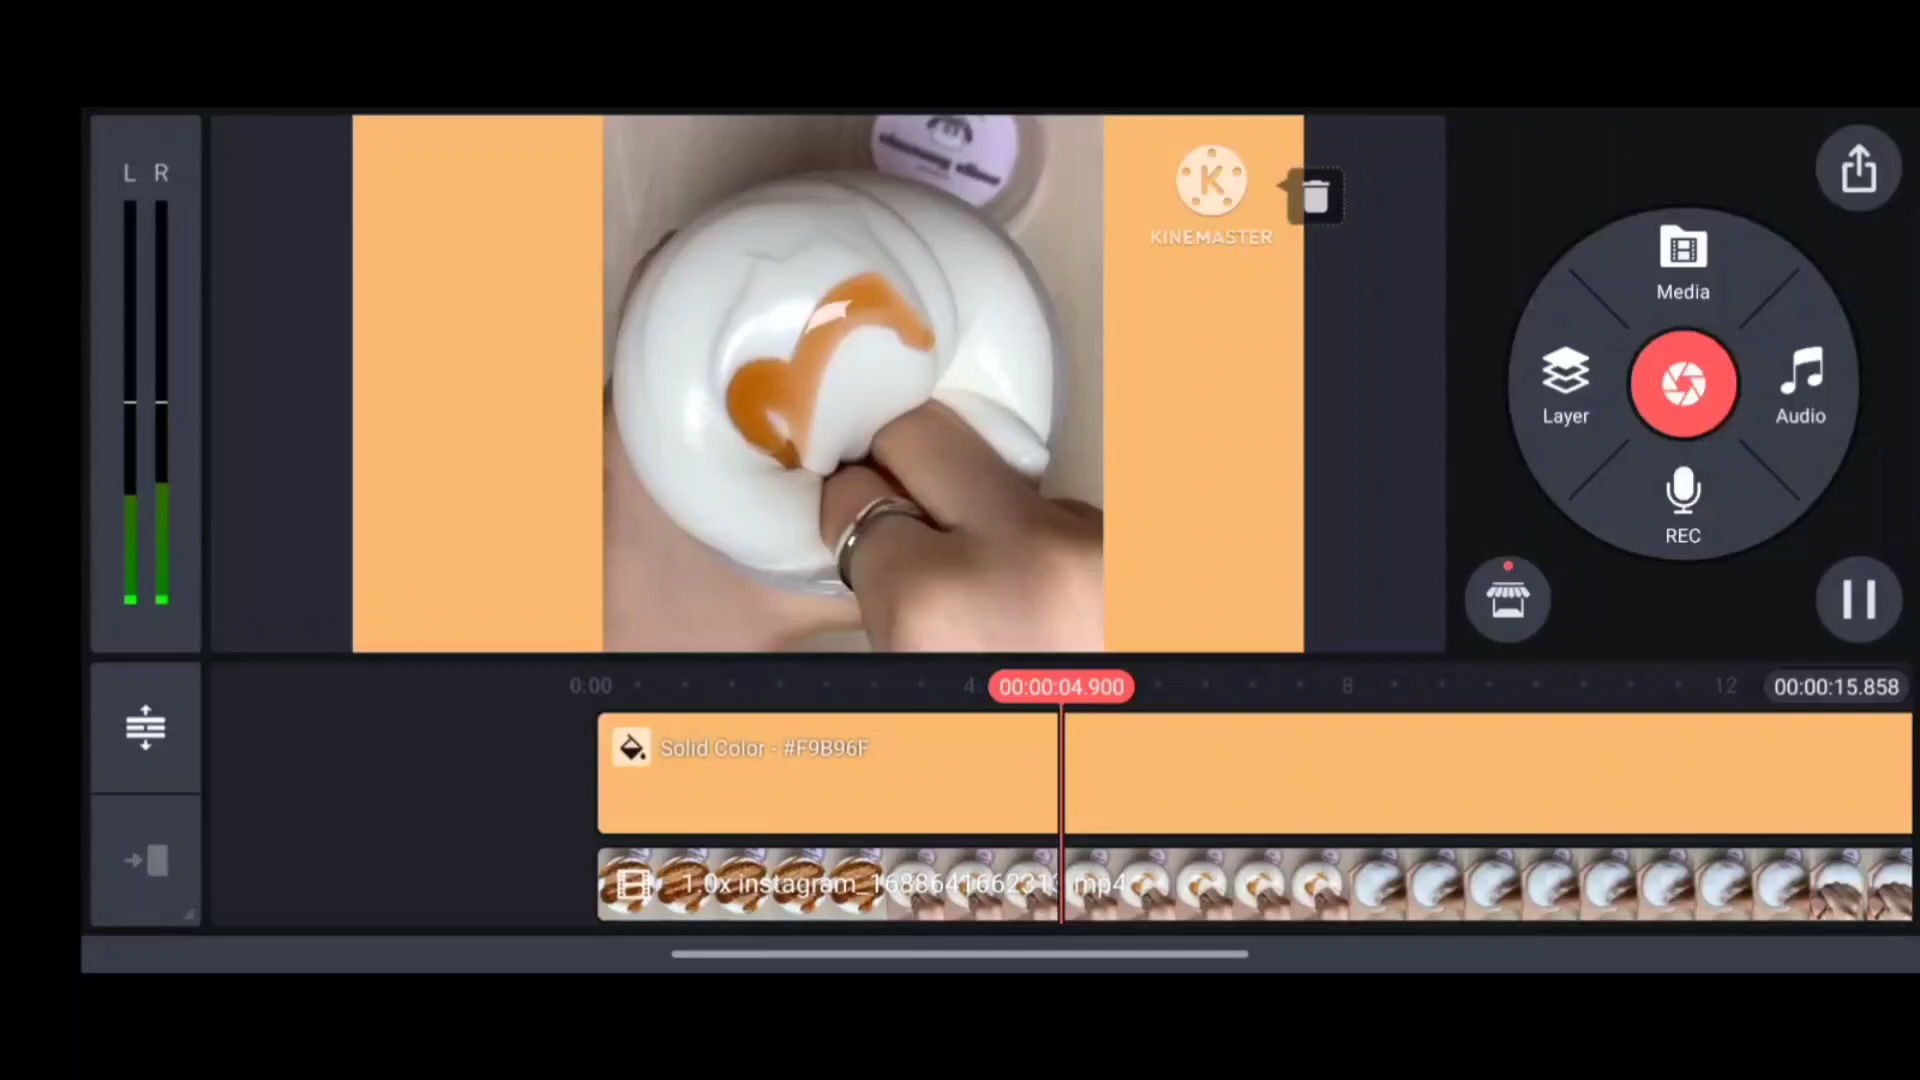 L R
KINEMASTER
Media
Layer
Audio
REC
0:00 4 00:00:04.900 8 12 00:00:15.858
Solid Color - #F9B96F
1.0x instagram_1688641662313.mp4